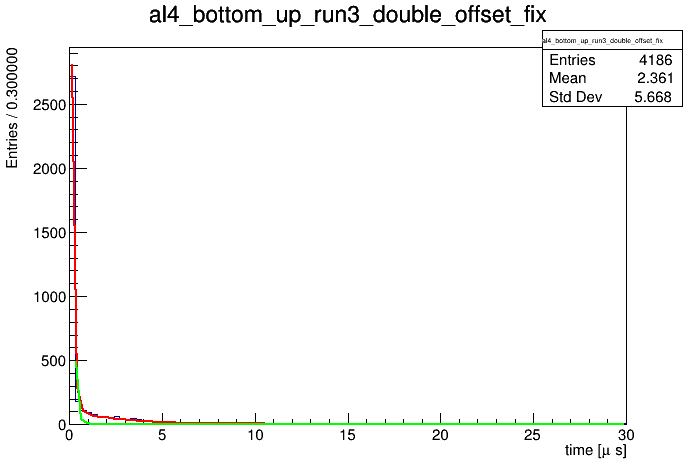 al4_bottom_up_run3_double_offset_fix
al4_bottom_up_run3_double_offset_fix
Entries 4186
Mean 2.361
Std Dev 5.668
Entries / 0.300000
2500
2000
1500
1000
500
0
0 5 10 15 20 25 30
time [μ s]